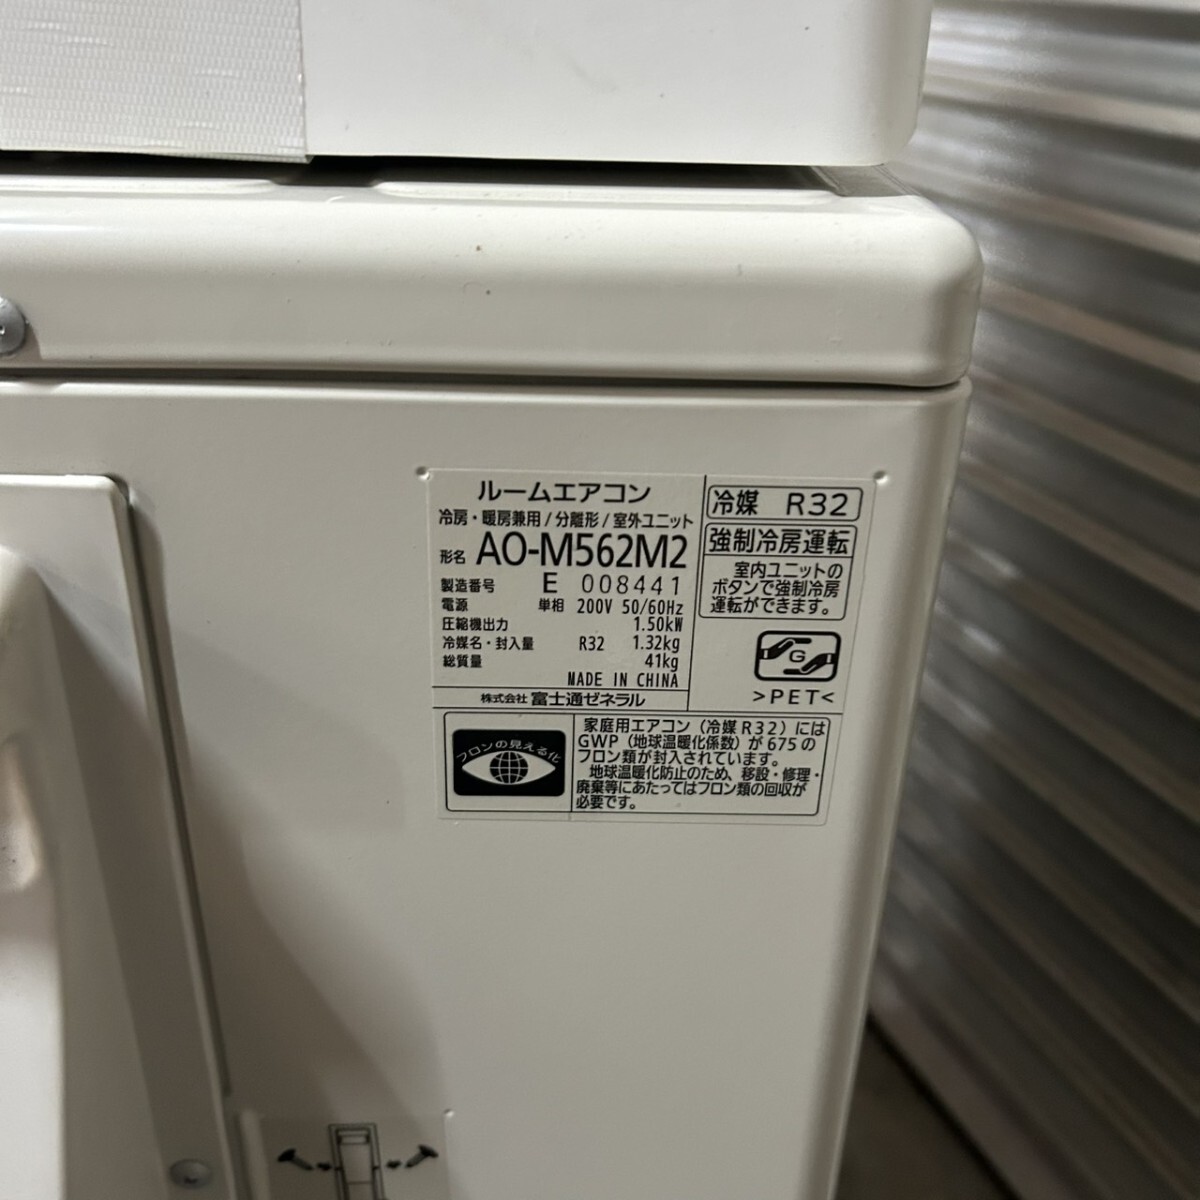 ルームエアコン
冷房・暖房兼用/分離形/室外ユニット
形名 AO-M562M2
製造番号 E 008441
電源 単相 200V 50/60Hz
圧縮機出力 1.50kW
冷媒名・封入量 R32 1.32kg
総質量 41kg
MADE IN CHINA
株式会社 富士通ゼネラル
冷媒 R32
強制冷房運転
室内ユニットの
ボタンで強制冷房
運転ができます。
G
>PET<
フロンの見える化
家庭用エアコン（冷媒R32）には
GWP（地球温暖化係数）が675の
フロン類が封入されています。
地球温暖化防止のため、移設・修理・
廃棄等にあたってはフロン類の回収が
必要です。